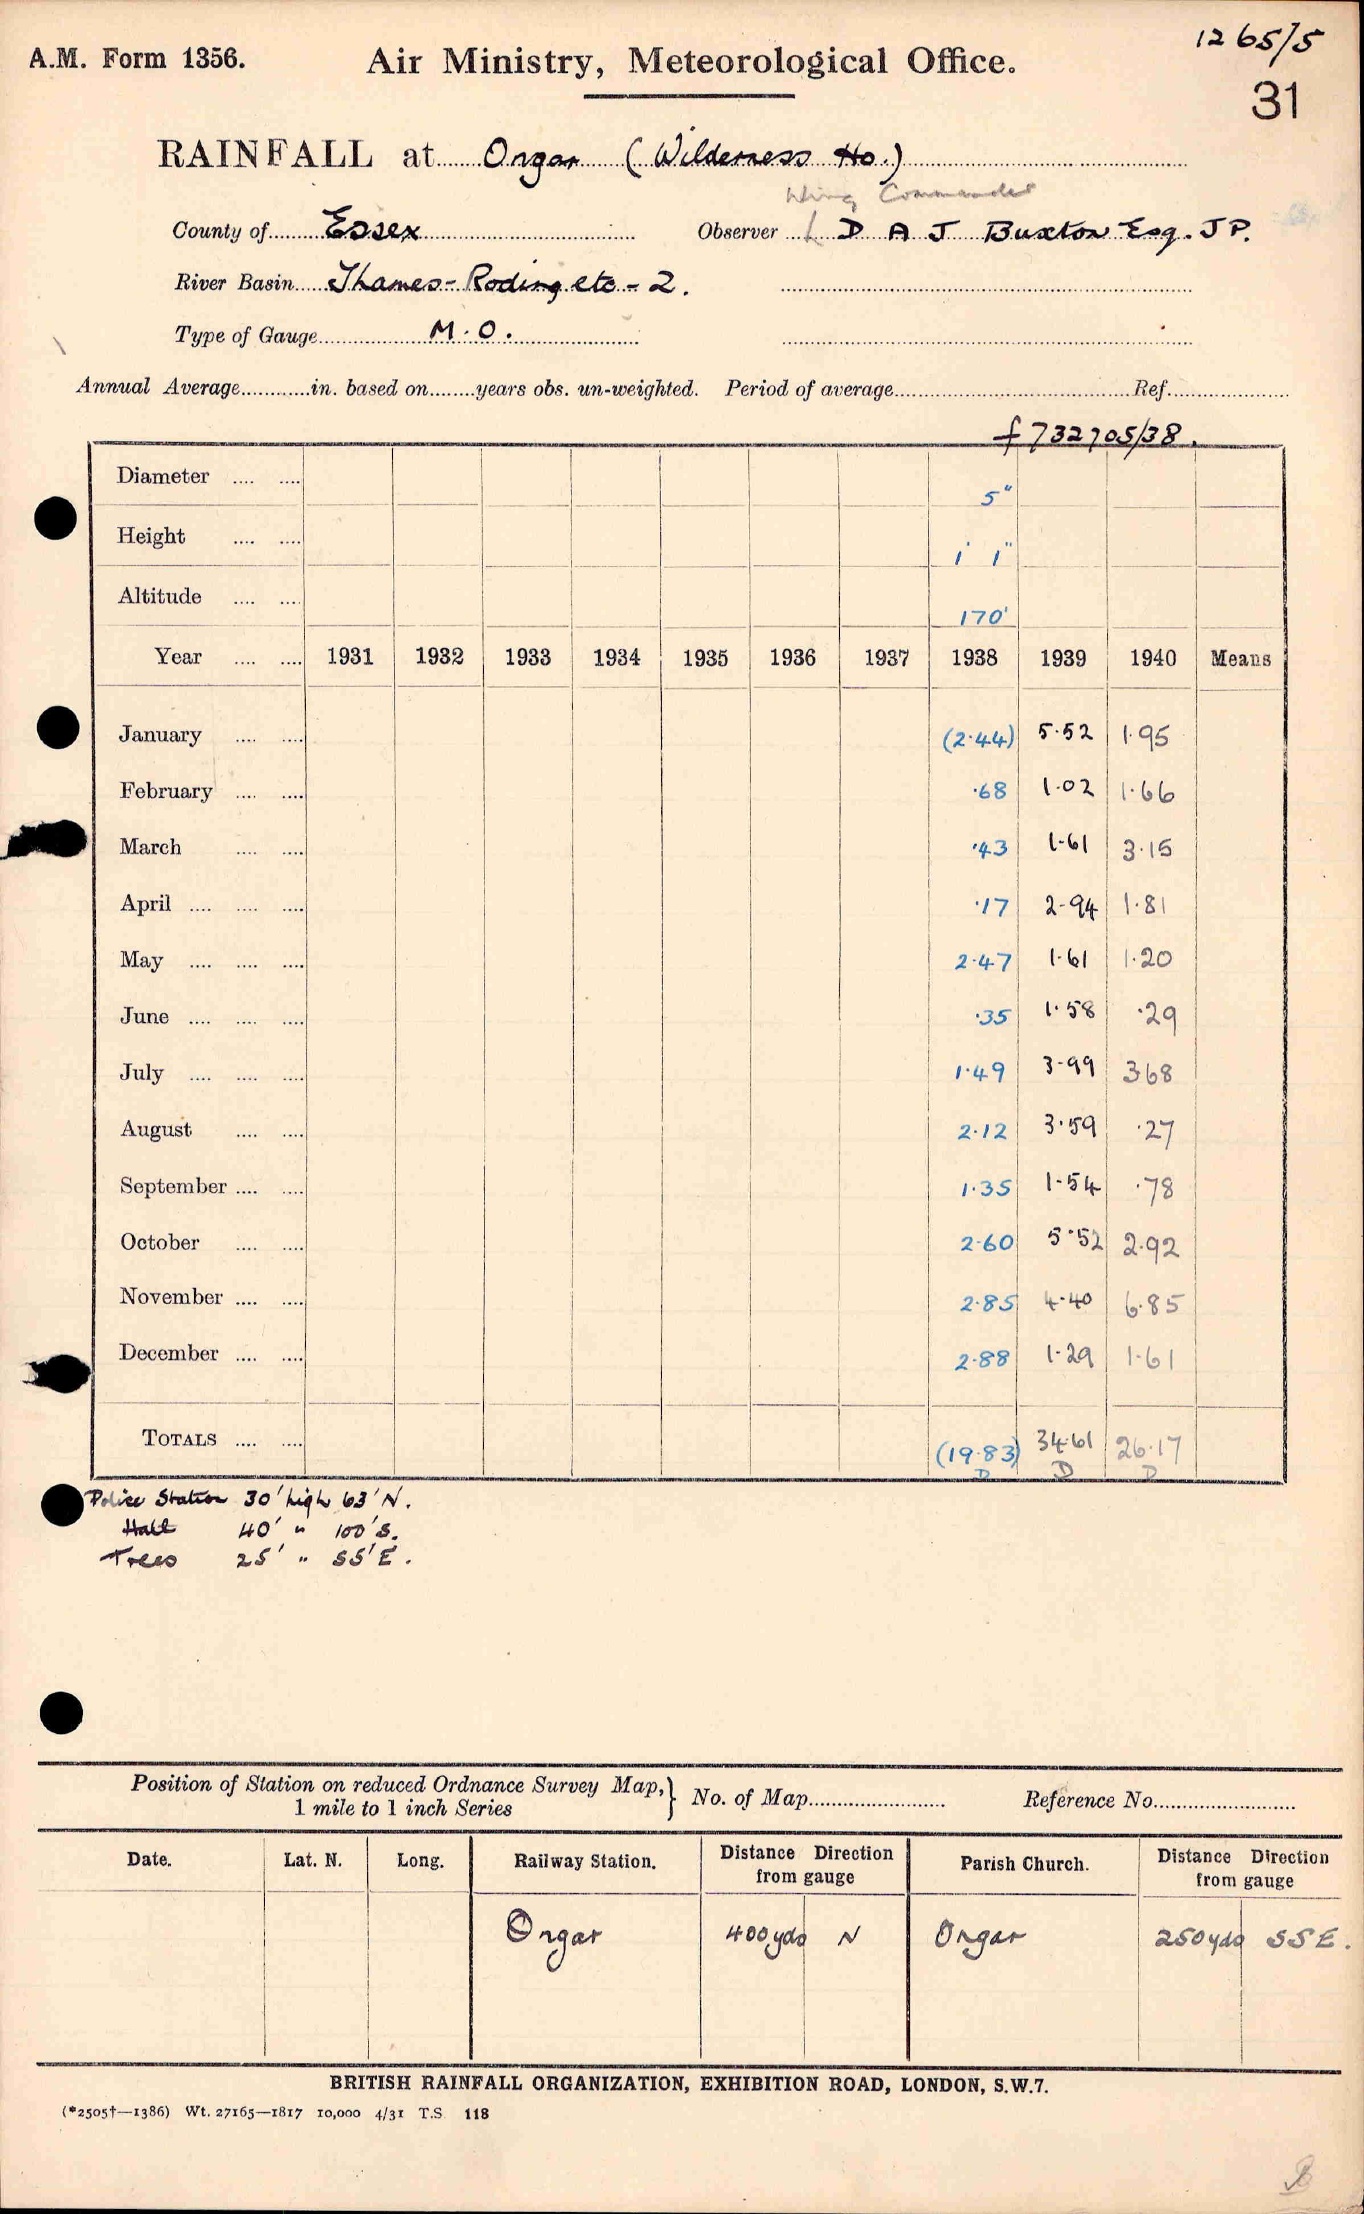 1265/5
A.M. Form 1356. Air Ministry, Meteorological Office.
31
RAINFALL at Ongar (Wilderness Ho.)
Wing Commander
County of Essex Observer D A J Buxton Esq. J P.
River Basin Thames - Roding etc - 2.
Type of Gauge M.O.
Annual Average in. based on years obs. un-weighted. Period of average Ref.
f 732705/38.
Diameter 5"
Height 1' 1"
Altitude 170'
Year 1931 1932 1933 1934 1935 1936 1937 1938 1939 1940 Means
January (2.44) 5.52 1.95
February .68 1.02 1.66
March .43 1.61 3.15
April .17 2.94 1.81
May 2.47 1.61 1.20
June .35 1.58 .29
July 1.49 3.99 3.68
August 2.12 3.59 .27
September 1.35 1.54 .78
October 2.60 5.52 2.92
November 2.85 4.40 6.85
December 2.88 1.29 1.61
TOTALS (19.83) 34.61 26.17
D D D
Police Station 30' high 63' N.
Hall 40' " 100' S.
Trees 25' " 55' E.
Position of Station on reduced Ordnance Survey Map, } No. of Map Reference No.
1 mile to 1 inch Series
Date. Lat. N. Long. Railway Station. Distance Direction from gauge Parish Church. Distance Direction from gauge
Ongar 400 yds N Ongar 250 yds SSE.
BRITISH RAINFALL ORGANIZATION, EXHIBITION ROAD, LONDON, S.W.7.
(*2505†—1386) Wt. 27165—1817 10,000 4/31 T.S 118